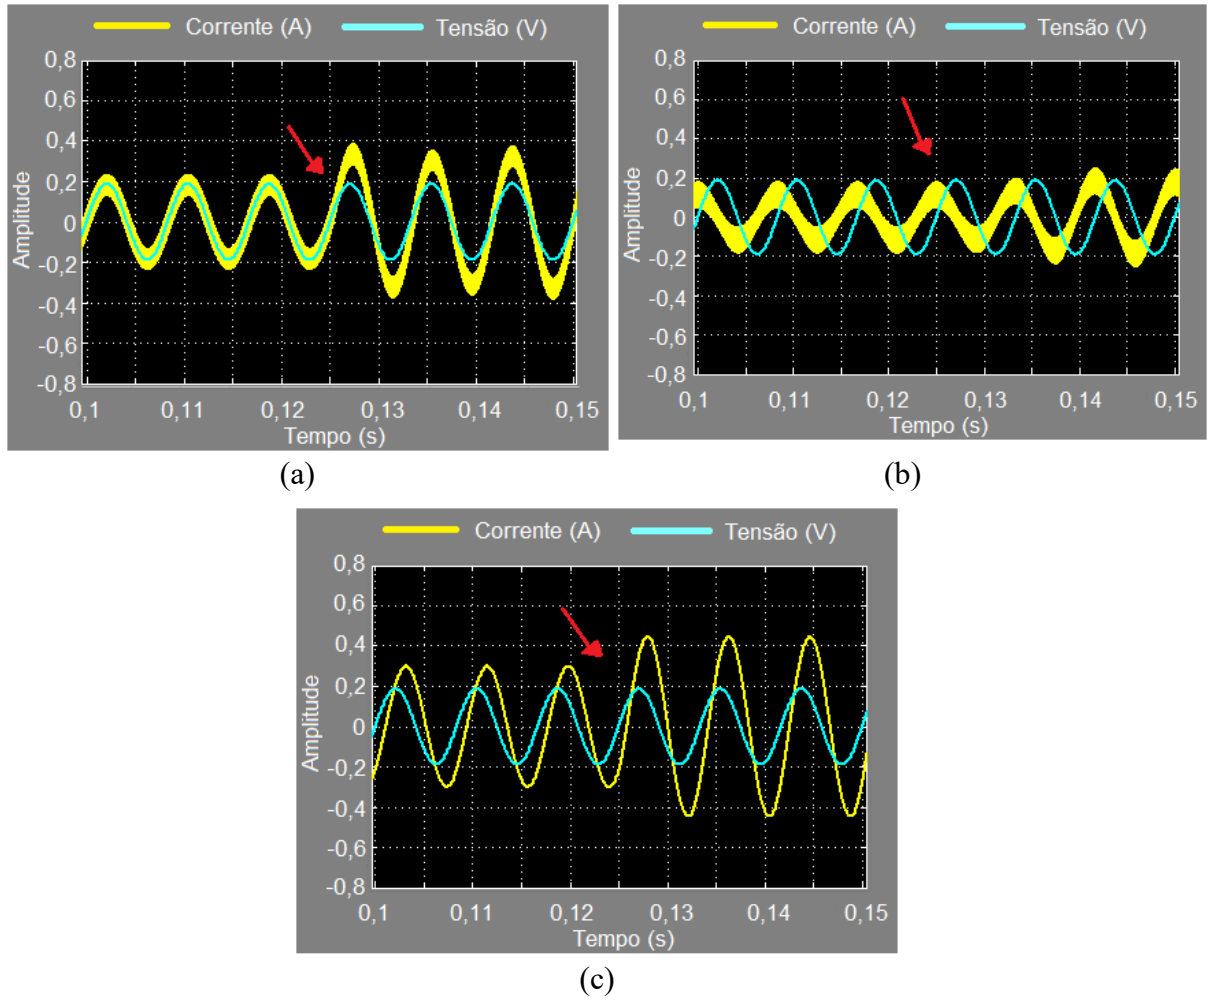 Corrente (A) Tensão (V)
0,8
0,6
0,4
0,2
0
-0,2
-0,4
-0,6
-0,8
Amplitude
0,1 0,11 0,12 0,13 0,14 0,15
Tempo (s)
(a)
Corrente (A) Tensão (V)
0,8
0,6
0,4
0,2
0
-0,2
-0,4
-0,6
-0,8
Amplitude
0,1 0,11 0,12 0,13 0,14 0,15
Tempo (s)
(b)
Corrente (A) Tensão (V)
0,8
0,6
0,4
0,2
0
-0,2
-0,4
-0,6
-0,8
Amplitude
0,1 0,11 0,12 0,13 0,14 0,15
Tempo (s)
(c)